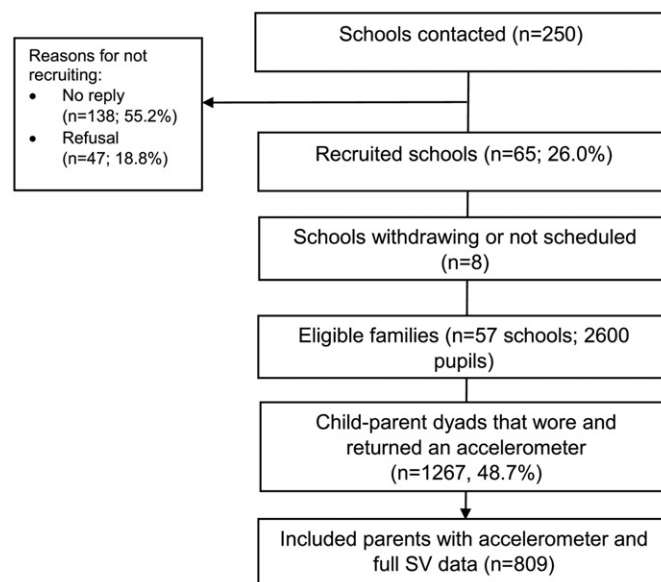 Schools contacted (n=250)
Reasons for not
recruiting:
• No reply
(n=138; 55.2%)
• Refusal
(n=47; 18.8%)
Recruited schools (n=65; 26.0%)
Schools withdrawing or not scheduled
(n=8)
Eligible families (n=57 schools; 2600
pupils)
Child-parent dyads that wore and
returned an accelerometer
(n=1267, 48.7%)
Included parents with accelerometer and
full SV data (n=809)